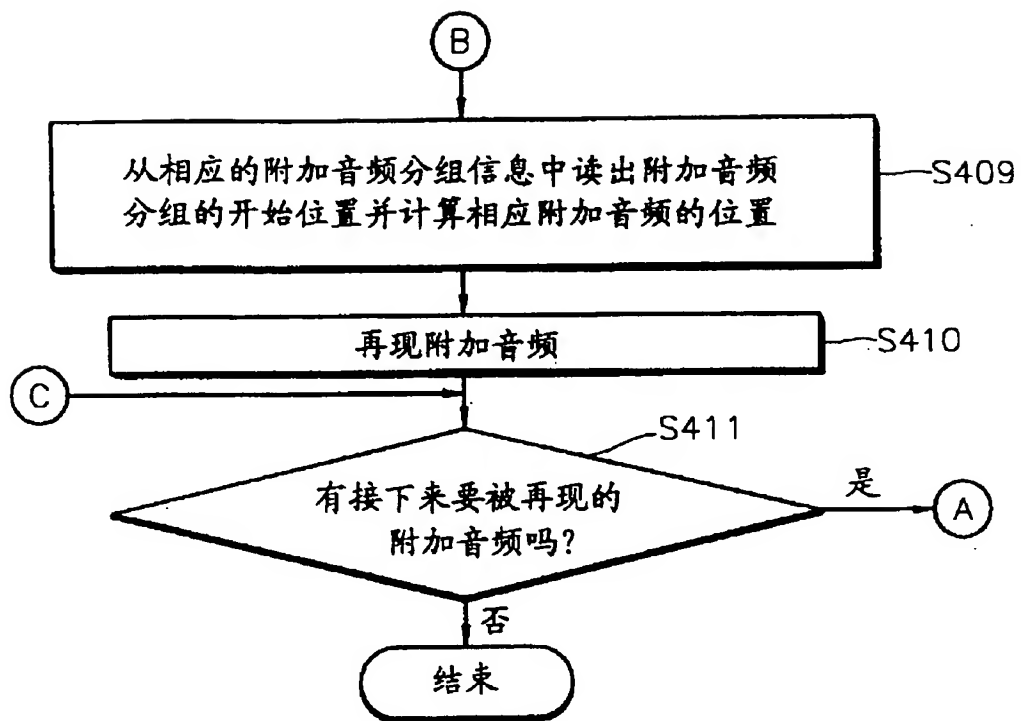 B
从相应的附加音频分组信息中读出附加音频
分组的开始位置并计算相应附加音频的位置
S409
再现附加音频
S410
C
S411
有接下来要被再现的
附加音频吗?
是
A
否
结束